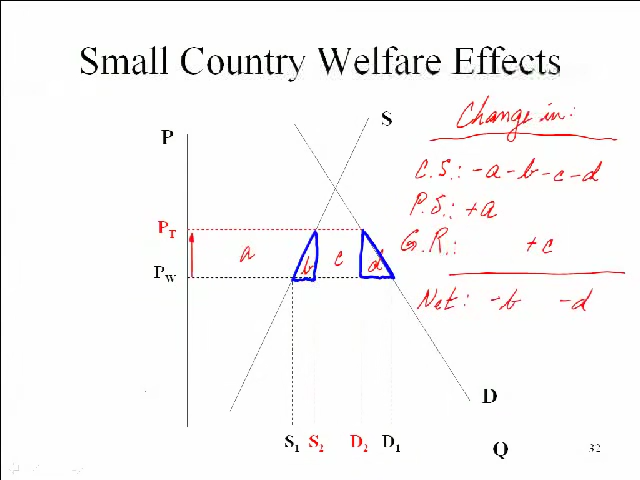 Small Country Welfare Effects
S
Change in:
P
C.S.: -a -b -c -d
P.S.: +a
P_T
G.R.: +c
a
b
c
d
P_W
Net: -b -d
D
S_1 S_2 D_2 D_1
Q
32